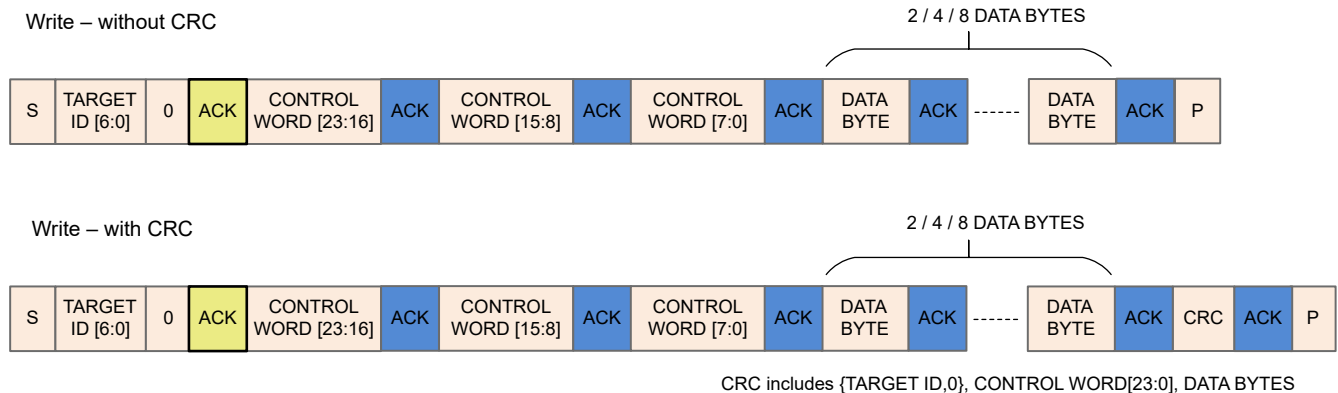 Write – without CRC
2 / 4 / 8 DATA BYTES
S TARGET ID [6:0] 0 ACK CONTROL WORD [23:16] ACK CONTROL WORD [15:8] ACK CONTROL WORD [7:0] ACK DATA BYTE ACK ------ DATA BYTE ACK P
Write – with CRC
2 / 4 / 8 DATA BYTES
S TARGET ID [6:0] 0 ACK CONTROL WORD [23:16] ACK CONTROL WORD [15:8] ACK CONTROL WORD [7:0] ACK DATA BYTE ACK ------ DATA BYTE ACK CRC ACK P
CRC includes {TARGET ID,0}, CONTROL WORD[23:0], DATA BYTES